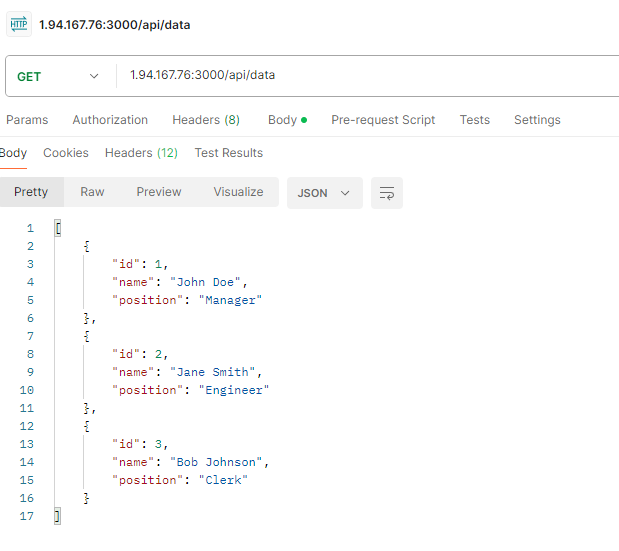 HTTP 1.94.167.76:3000/api/data
GET 1.94.167.76:3000/api/data
Params Authorization Headers (8) Body Pre-request Script Tests Settings
Body Cookies Headers (12) Test Results
Pretty Raw Preview Visualize JSON
1 [
2 {
3 "id": 1,
4 "name": "John Doe",
5 "position": "Manager"
6 },
7 {
8 "id": 2,
9 "name": "Jane Smith",
10 "position": "Engineer"
11 },
12 {
13 "id": 3,
14 "name": "Bob Johnson",
15 "position": "Clerk"
16 }
17 ]